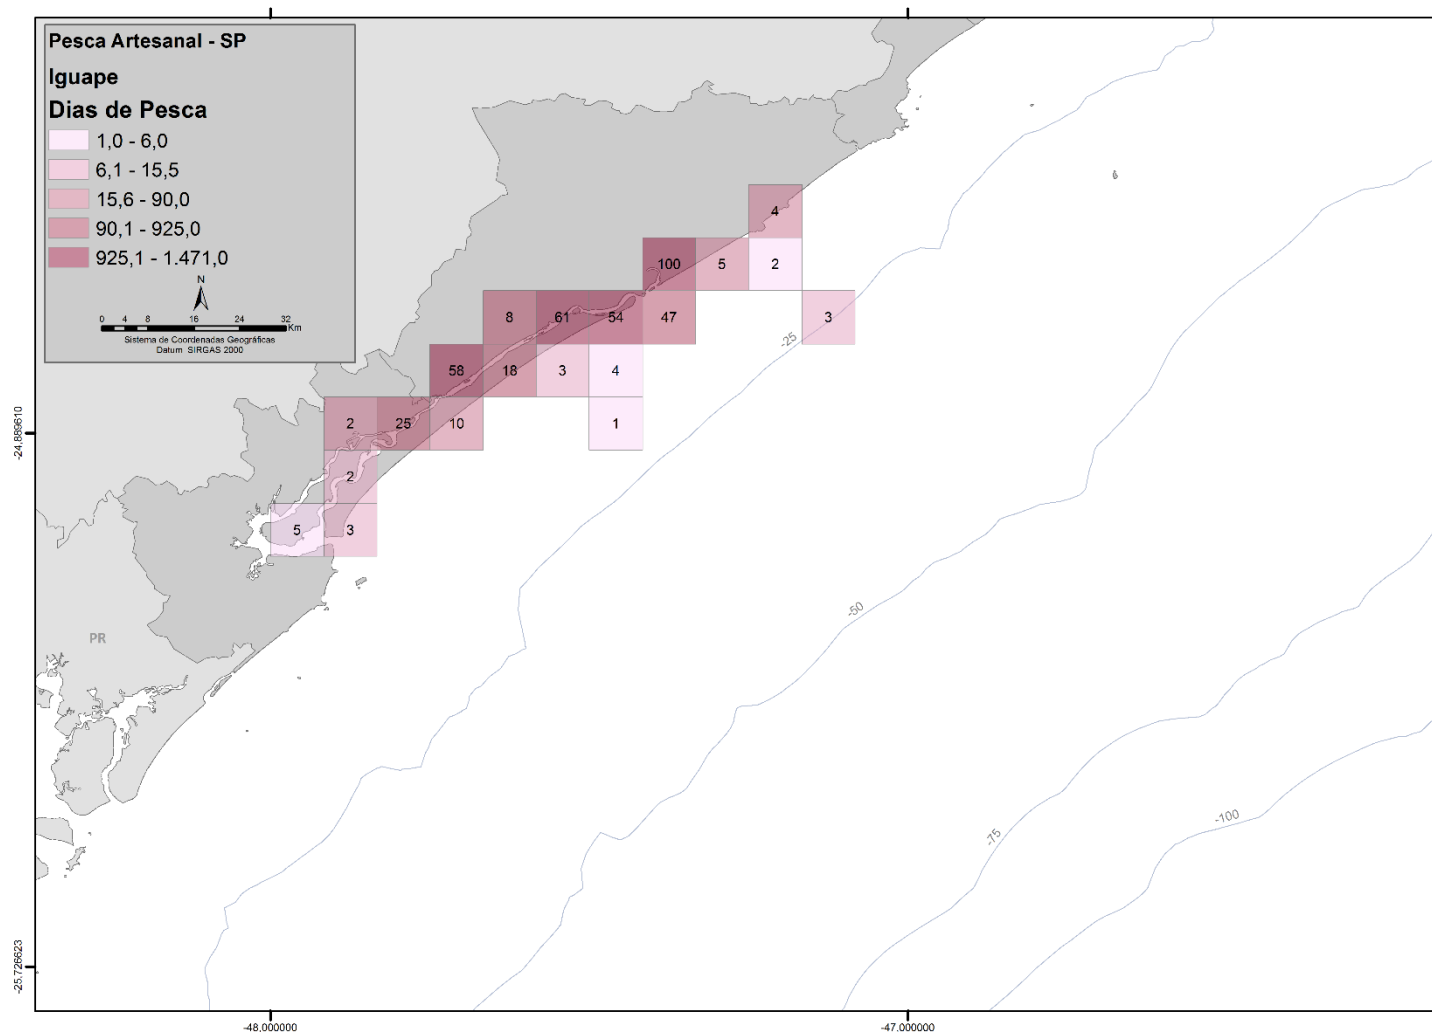 Pesca Artesanal - SP
Iguape
Dias de Pesca
1,0 - 6,0
6,1 - 15,5
15,6 - 90,0
90,1 - 925,0
925,1 - 1.471,0
N
0 4 8 16 24 32
Km
Sistema de Coordenadas Geográficas
Datum SIRGAS 2000
4
100 5 2
8 61 54 47 3
-25
58 18 3 4
2 25 10 1
-24.889610
2
5 3
-50
PR
-100
-75
-25.726623
-48.000000 -47.000000